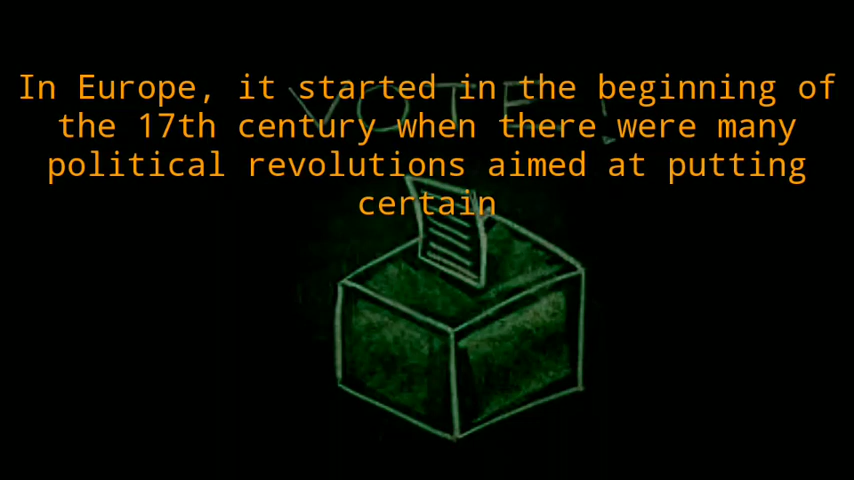 In Europe, it started in the beginning of
the 17th century when there were many
political revolutions aimed at putting
certain
VOTE!